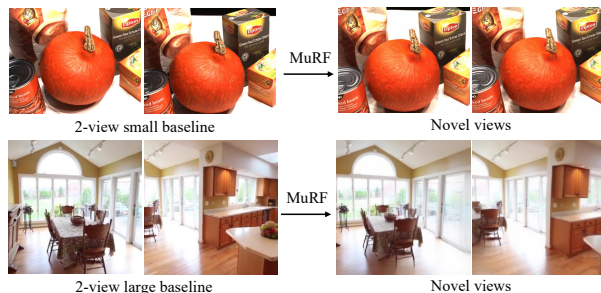 MuRF
2-view small baseline
Novel views
MuRF
2-view large baseline
Novel views